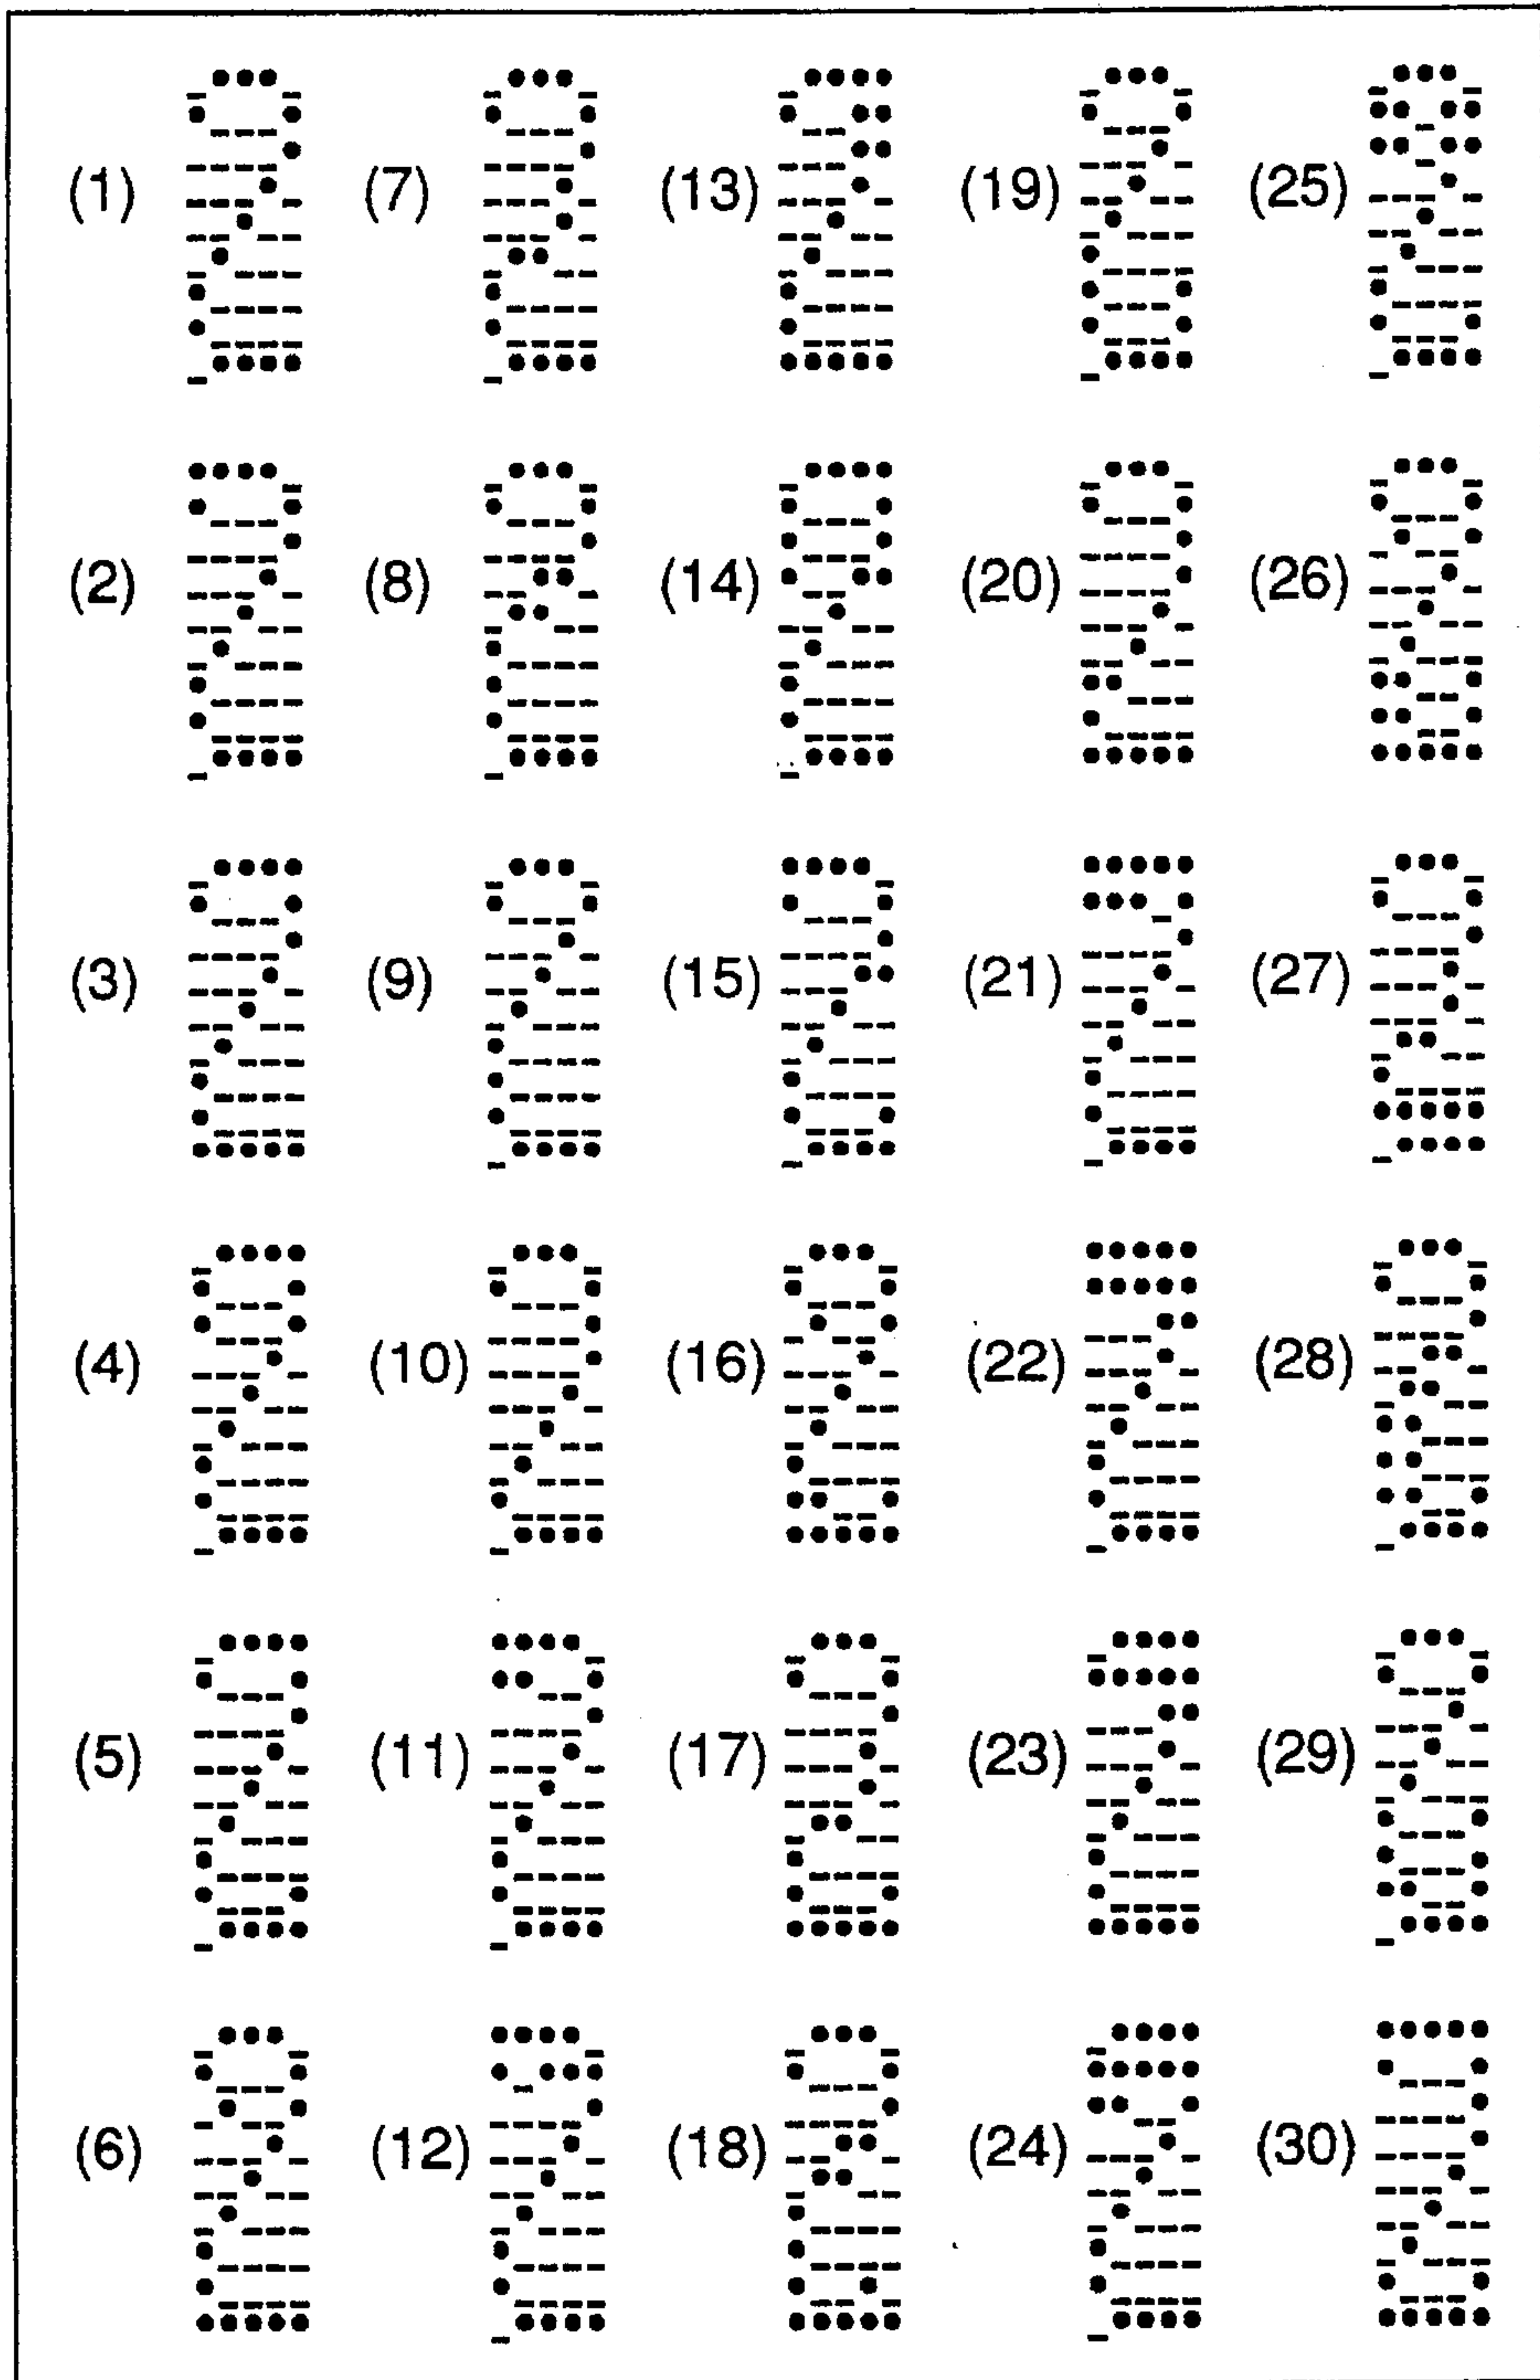 (1) (7) (13) (19) (25)
(2) (8) (14) (20) (26)
(3) (9) (15) (21) (27)
(4) (10) (16) (22) (28)
(5) (11) (17) (23) (29)
(6) (12) (18) (24) (30)